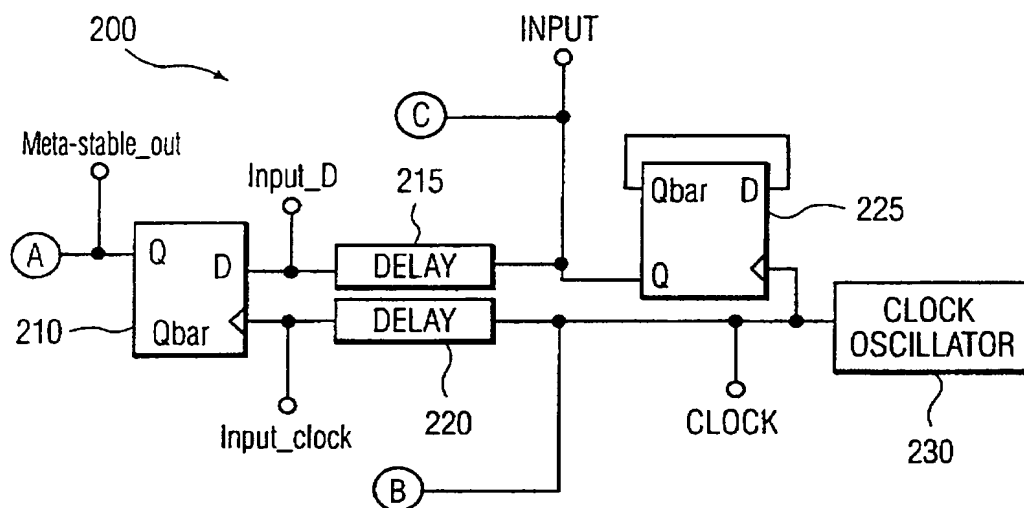 200
INPUT
C
Meta-stable_out
Input_D
215
Qbar D
225
A
Q
D
DELAY
Q
210
Qbar
DELAY
CLOCK
OSCILLATOR
Input_clock
220
CLOCK
230
B